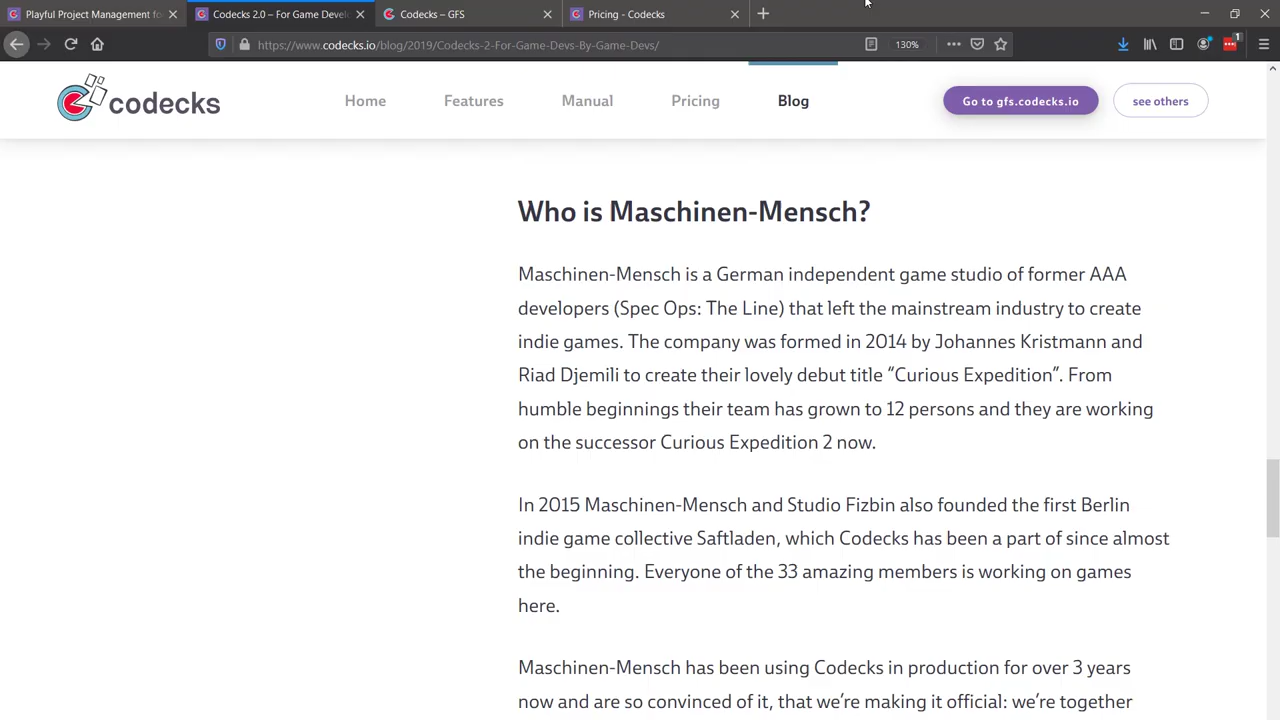 Playful Project Management fo
Codecks 2.0 – For Game Devel
Codecks – GFS
Pricing - Codecks
https://www.codecks.io/blog/2019/Codecks-2-For-Game-Devs-By-Game-Devs/
130%
1
codecks
Home
Features
Manual
Pricing
Blog
Go to gfs.codecks.io
see others
Who is Maschinen-Mensch?
Maschinen-Mensch is a German independent game studio of former AAA
developers (Spec Ops: The Line) that left the mainstream industry to create
indie games. The company was formed in 2014 by Johannes Kristmann and
Riad Djemili to create their lovely debut title “Curious Expedition”. From
humble beginnings their team has grown to 12 persons and they are working
on the successor Curious Expedition 2 now.
In 2015 Maschinen-Mensch and Studio Fizbin also founded the first Berlin
indie game collective Saftladen, which Codecks has been a part of since almost
the beginning. Everyone of the 33 amazing members is working on games
here.
Maschinen-Mensch has been using Codecks in production for over 3 years
now and are so convinced of it, that we’re making it official: we’re together